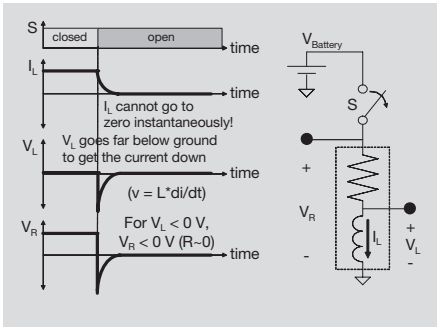 S
closed
open
time
I_L
time
I_L cannot go to
zero instantaneously!
V_L
V_L goes far below ground
to get the current down
time
(v = L*di/dt)
For V_L < 0 V,
V_R < 0 V (R~0)
V_R
time
V_Battery
S
+
V_R
-
I_L
+
V_L
-